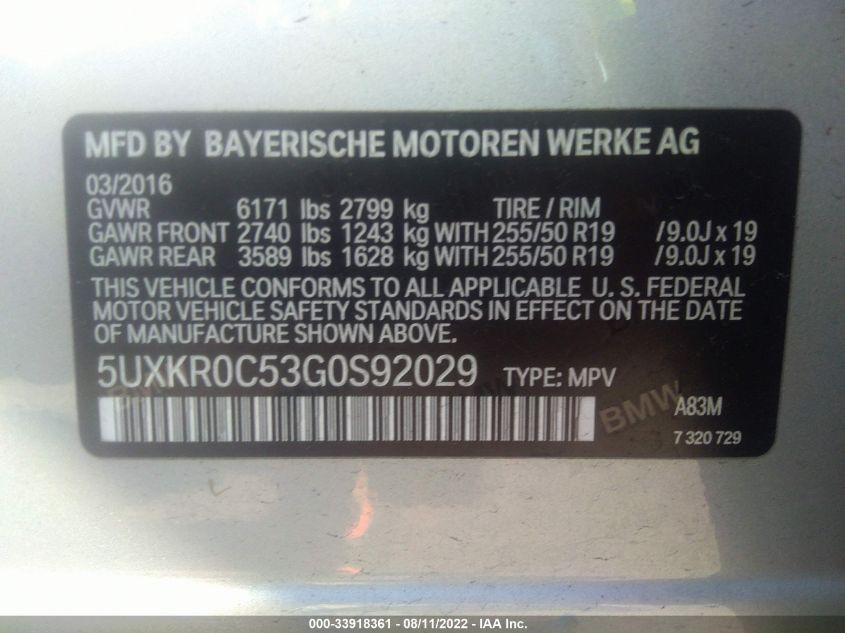 MFD BY BAYERISCHE MOTOREN WERKE AG
03/2016
GVWR 6171 lbs 2799 kg TIRE / RIM
GAWR FRONT 2740 lbs 1243 kg WITH 255/50 R19 /9.0J x 19
GAWR REAR 3589 lbs 1628 kg WITH 255/50 R19 /9.0J x 19
THIS VEHICLE CONFORMS TO ALL APPLICABLE U. S. FEDERAL
MOTOR VEHICLE SAFETY STANDARDS IN EFFECT ON THE DATE
OF MANUFACTURE SHOWN ABOVE.
5UXKR0C53G0S92029 TYPE: MPV
BMW
A83M
7 320 729
000-33918361 - 08/11/2022 - IAA Inc.